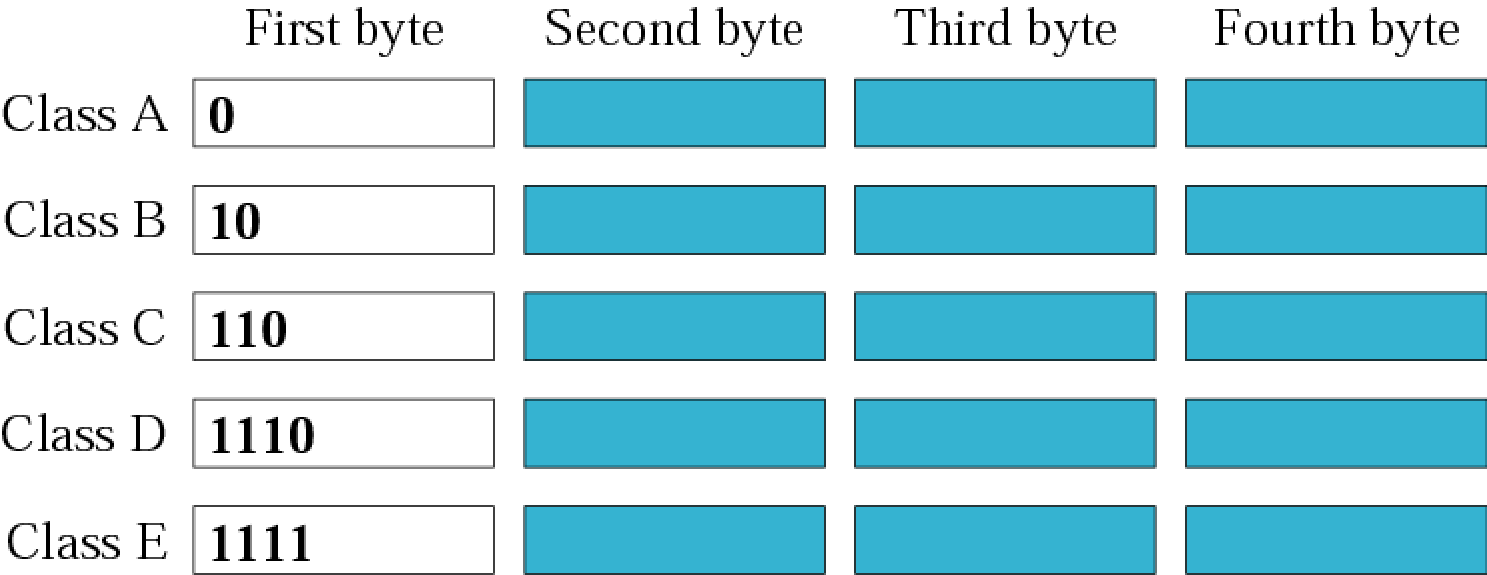 First byte Second byte Third byte Fourth byte
Class A 0
Class B 10
Class C 110
Class D 1110
Class E 1111